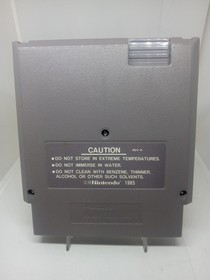 CAUTION
•DO NOT STORE IN EXTREME TEMPERATURES.
•DO NOT IMMERSE IN WATER.
•DO NOT CLEAN WITH BENZENE, THINNER,
ALCOHOL OR OTHER SUCH SOLVENTS.
Nintendo 1985